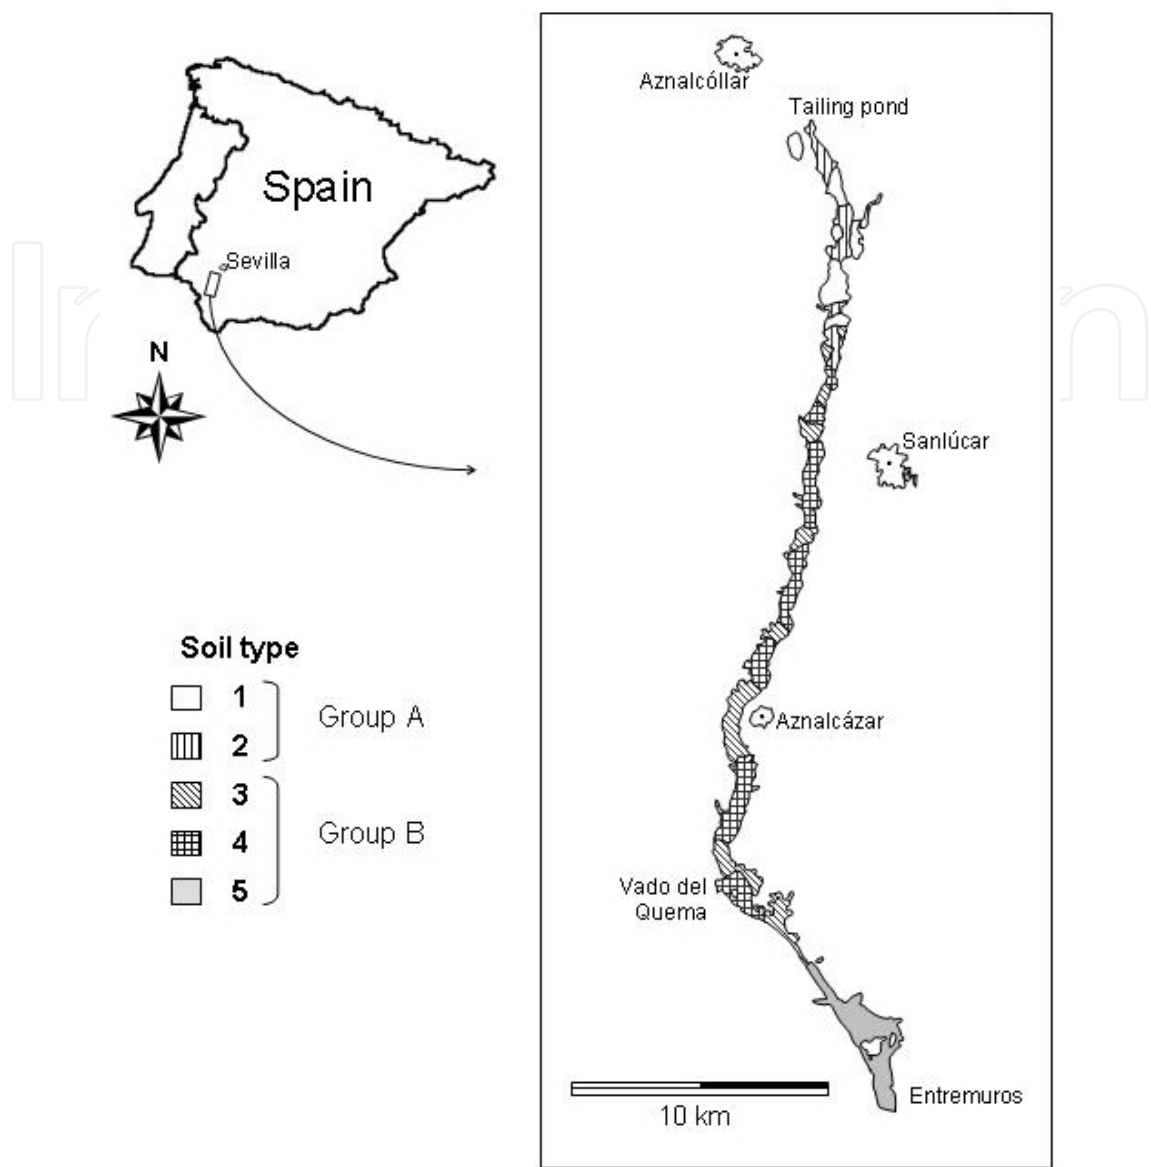 Aznalcóllar
Tailing pond
Spain
Sevilla
N
Sanlúcar
Soil type
1
2
Group A
3
4
5
Group B
Aznalcázar
Vado del
Quema
10 km
Entremuros